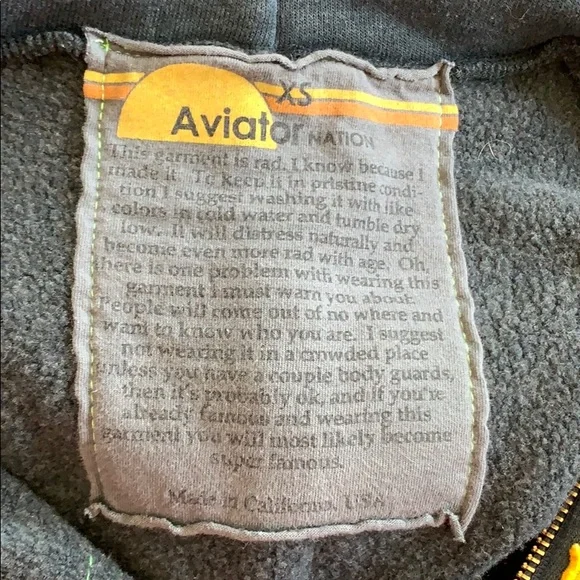 XS
Aviator NATION
This garment is rad. I know because I
made it. To keep it in pristine condi-
tion I suggest washing it with like
colors in cold water and tumble dry
low. It will distress naturally and
become even more rad with age. Oh,
there is one problem with wearing this
garment I must warn you about:
People will come out of no where and
want to know who you are. I suggest
not wearing it in a crowded place
unless you have a couple body guards,
then it's probably ok, and if you're
already famous and wearing this
garment you will most likely become
super famous.
Made in California, USA